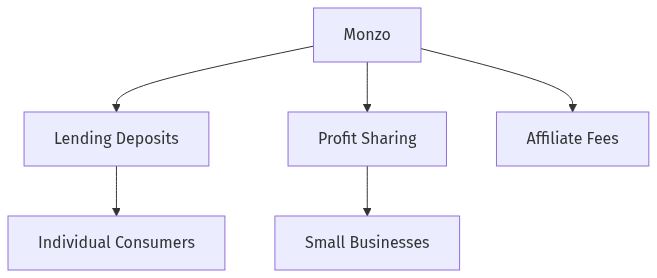 Monzo
Lending Deposits
Profit Sharing
Affiliate Fees
Individual Consumers
Small Businesses